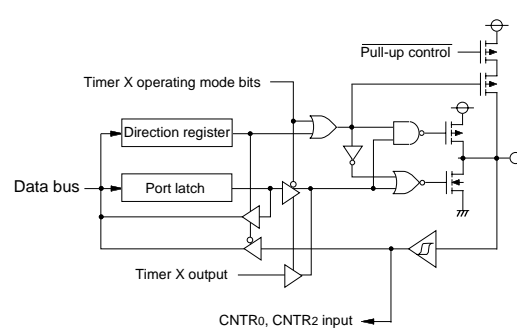 Pull-up control
Timer X operating mode bits
Direction register
Data bus
Port latch
Timer X output
CNTR0, CNTR2 input